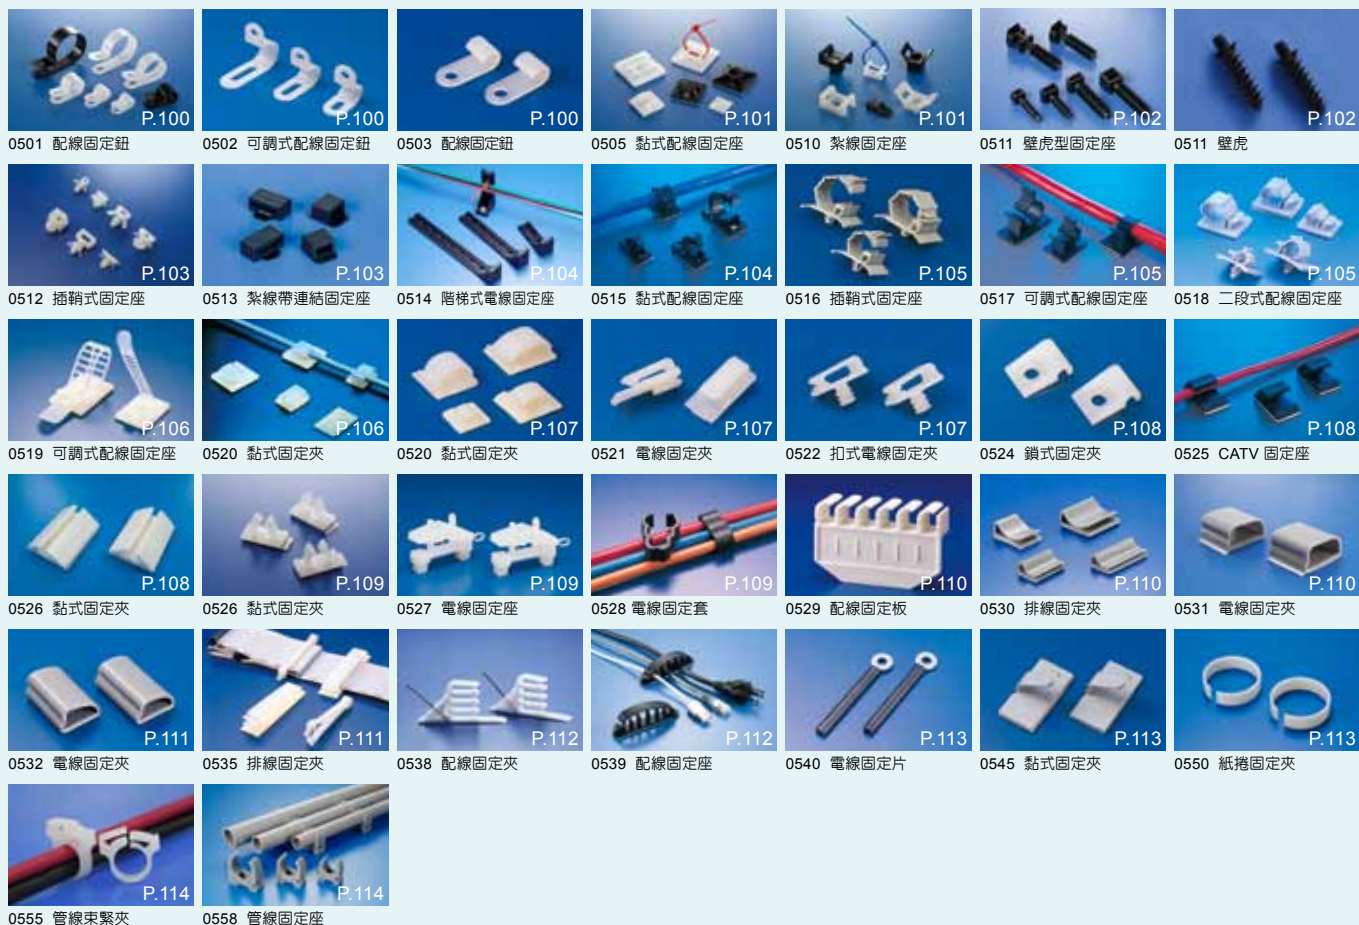 P.100
P.100
P.100
P.101
P.101
P.102
P.102
0501 配線固定鈕
0502 可調式配線固定鈕
0503 配線固定鈕
0505 黏式配線固定座
0510 紮線固定座
0511 壁虎型固定座
0511 壁虎
P.103
P.103
P.104
P.104
P.105
P.105
P.105
0512 插鞘式固定座
0513 紮線帶連結固定座
0514 階梯式電線固定座
0515 黏式配線固定座
0516 插鞘式固定座
0517 可調式配線固定座
0518 二段式配線固定座
P.106
P.106
P.107
P.107
P.107
P.108
P.108
0519 可調式配線固定座
0520 黏式固定夾
0520 黏式固定夾
0521 電線固定夾
0522 扣式電線固定夾
0524 鎖式固定夾
0525 CATV 固定座
P.108
P.109
P.109
P.109
P.110
P.110
P.110
0526 黏式固定夾
0526 黏式固定夾
0527 電線固定座
0528 電線固定套
0529 配線固定板
0530 排線固定夾
0531 電線固定夾
P.111
P.111
P.112
P.112
P.113
P.113
P.113
0532 電線固定夾
0535 排線固定夾
0538 配線固定夾
0539 配線固定座
0540 電線固定片
0545 黏式固定夾
0550 紙捲固定夾
P.114
P.114
0555 管線束緊夾
0558 管線固定座